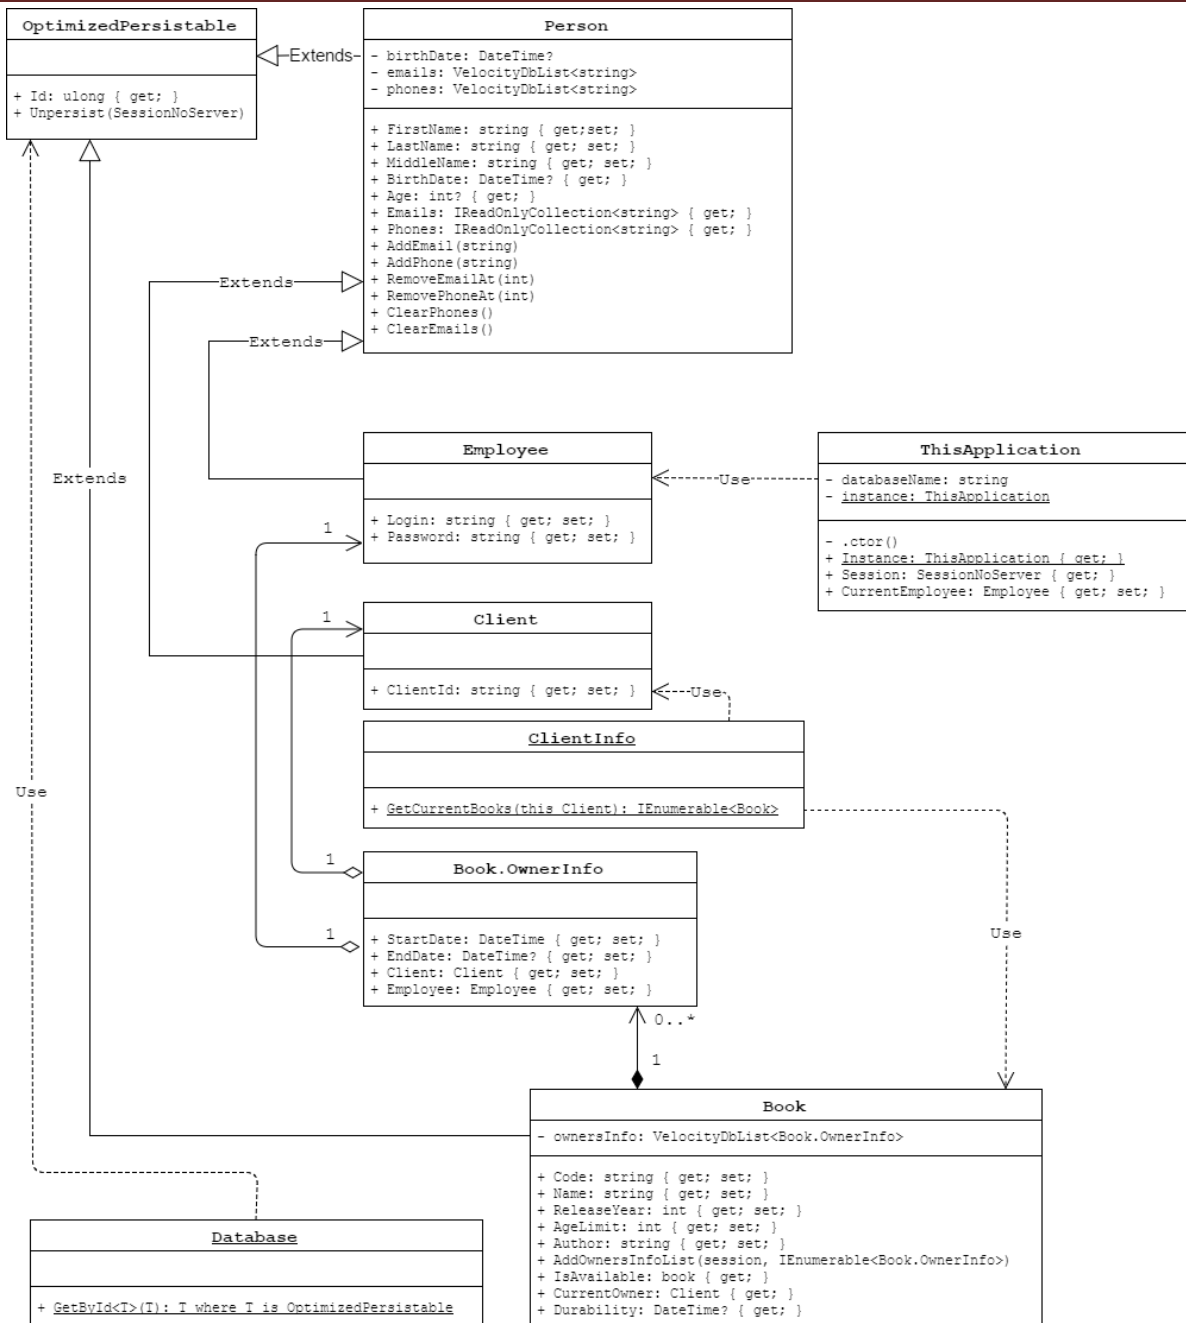 OptimizedPersistable
+ Id: ulong { get; }
+ Unpersist(SessionNoServer)
Extends
Person
- birthDate: DateTime?
- emails: VelocityDbList<string>
- phones: VelocityDbList<string>
+ FirstName: string { get;set; }
+ LastName: string { get; set; }
+ MiddleName: string { get; set; }
+ BirthDate: DateTime? { get; }
+ Age: int? { get; }
+ Emails: IReadOnlyCollection<string> { get; }
+ Phones: IReadOnlyCollection<string> { get; }
+ AddEmail(string)
+ AddPhone(string)
+ RemoveEmailAt(int)
+ RemovePhoneAt(int)
+ ClearPhones()
+ ClearEmails()
Extends
Extends
Extends
Employee
+ Login: string { get; set; }
+ Password: string { get; set; }
Use
ThisApplication
- databaseName: string
- instance: ThisApplication
- .ctor()
+ Instance: ThisApplication { get; }
+ Session: SessionNoServer { get; }
+ CurrentEmployee: Employee { get; set; }
1
1
Client
+ ClientId: string { get; set; }
Use
ClientInfo
+ GetCurrentBooks(this Client): IEnumerable<Book>
Use
1
1
Book.OwnerInfo
+ StartDate: DateTime { get; set; }
+ EndDate: DateTime? { get; set; }
+ Client: Client { get; set; }
+ Employee: Employee { get; set; }
Use
0..*
1
Book
- ownersInfo: VelocityDbList<Book.OwnerInfo>
+ Code: string { get; set; }
+ Name: string { get; set; }
+ ReleaseYear: int { get; set; }
+ AgeLimit: int { get; set; }
+ Author: string { get; set; }
+ AddOwnersInfoList(session, IEnumerable<Book.OwnerInfo>)
+ IsAvailable: book { get; }
+ CurrentOwner: Client { get; }
+ Durability: DateTime? { get; }
Database
+ GetById<T>(T): T where T is OptimizedPersistable